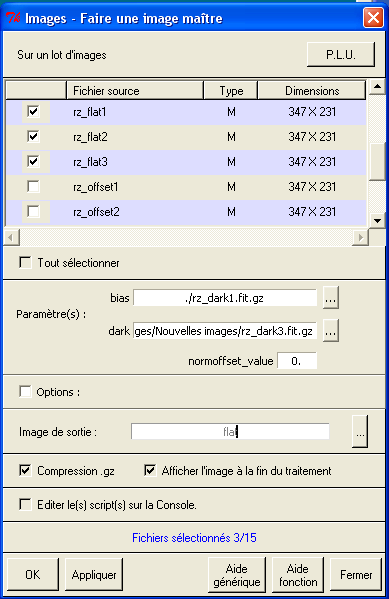 Images - Faire une image maître
Sur un lot d'images P.L.U.
Fichier source Type Dimensions
rz_flat1 M 347 X 231
rz_flat2 M 347 X 231
rz_flat3 M 347 X 231
rz_offset1 M 347 X 231
rz_offset2 M 347 X 231
Tout sélectionner
bias ./rz_dark1.fit.gz ...
Paramètre(s) :
dark ges/Nouvelles images/rz_dark3.fit.gz ...
normoffset_value 0.
Options :
Image de sortie : flat ...
Compression .gz Afficher l'image à la fin du traitement
Editer le(s) script(s) sur la Console.
Fichiers sélectionnés 3/15
OK Appliquer Aide générique Aide fonction Fermer